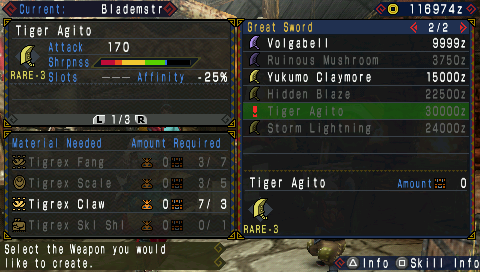 Current: Blademstr
116974z
Tiger Agito
Attack 170
Shrpnss
RARE-3 Slots --- Affinity -25%
L 1/3 R
Material Needed Amount Required
Tigrex Fang 0 3/ 7
Tigrex Scale 0 3/ 5
Tigrex Claw 0 7/ 3
Tigrex Skl Shl 0 0/ 1
Select the Weapon you would
like to create.
Great Sword 2/2
Volgabell 9999z
Ruinous Mushroom 3750z
Yukumo Claymore 15000z
Hidden Blaze 22500z
Tiger Agito 30000z
Storm Lightning 24000z
Tiger Agito Amount 0
RARE-3
Info Skill Info